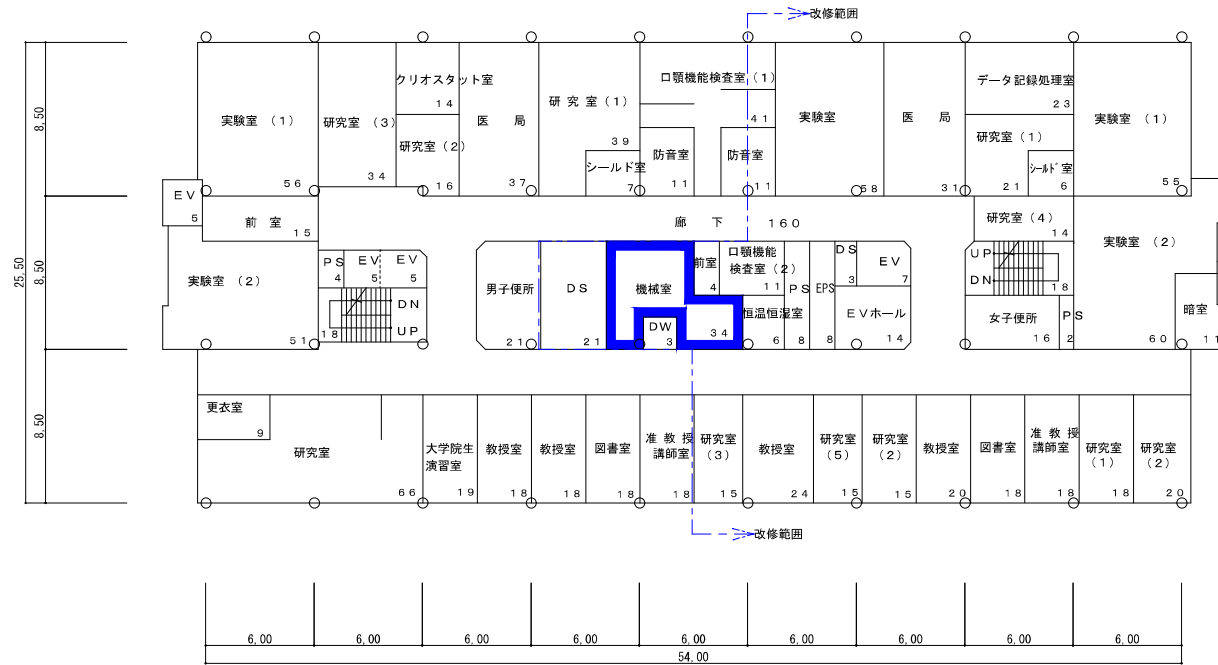 改修範囲
クリオスタット室
14
口顎機能検査室(1)
41
データ記録処理室
23
実験室 (1)
56
研究室(3)
34
研究室(2)
16
医 局
37
研 究 室(1)
39
シールド室
7
防音室
11
防音室
11
実験室
58
医 局
31
研究室(1)
21
シールド室
6
実験室(1)
55
EV
5
前 室
15
廊 下 160
研究室(4)
14
実験室 (2)
51
PS
4
EV
5
EV
5
DN
UP
18
男子便所
21
DS
21
機械室
34
DW
3
前室
4
口顎機能
検査室(2)
11
恒温恒湿室
6
PS
8
EPS
8
DS
3
EV
7
EVホール
14
UP
DN
18
女子便所
16
PS
2
実験室(2)
60
暗室
11
更衣室
9
研究室
66
大学院生
演習室
19
教授室
18
教授室
18
図書室
18
准 教 授
講師室
18
研究室
(3)
15
教授室
24
研究室
(5)
15
研究室
(2)
15
教授室
20
図書室
18
准 教 授
講師室
18
研究室
(1)
18
研究室
(2)
20
改修範囲
8,50
8,50
8,50
25,50
6,00 6,00 6,00 6,00 6,00 6,00 6,00 6,00 6,00
54,00